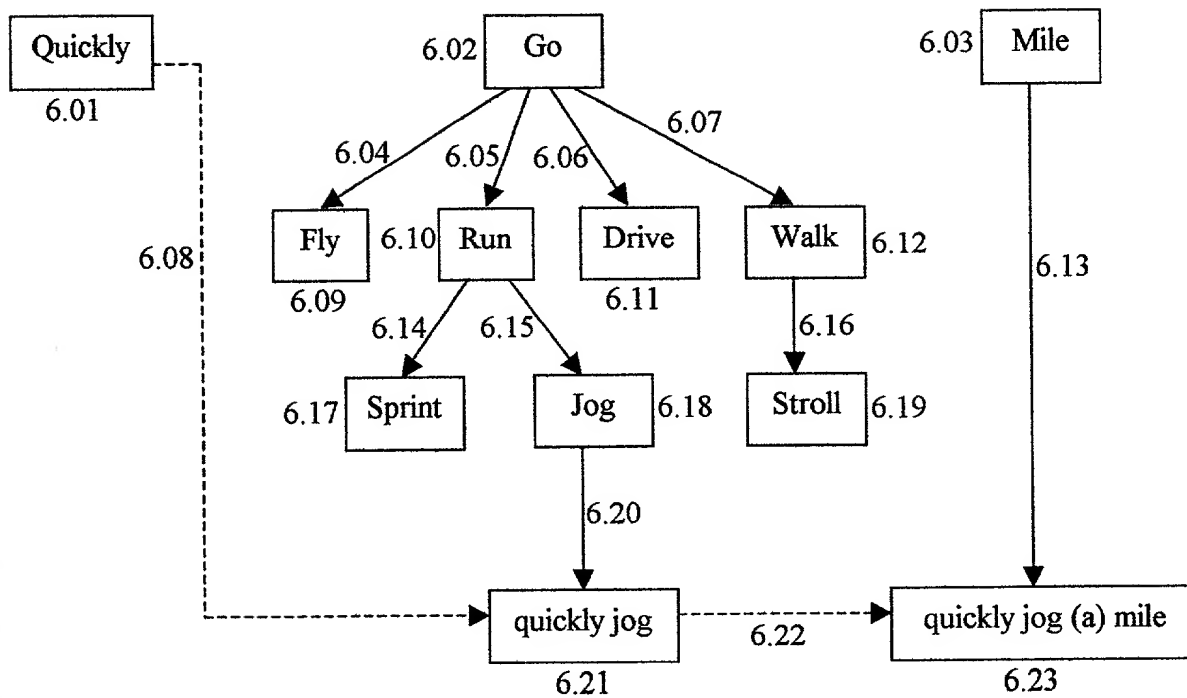 Quickly
6.01
6.02
Go
6.03
Mile
6.04
6.05
6.06
6.07
6.08
Fly
6.09
6.10
Run
Drive
6.11
Walk
6.12
6.13
6.14
6.15
6.16
6.17
Sprint
Jog
6.18
Stroll
6.19
6.20
quickly jog
6.21
6.22
quickly jog (a) mile
6.23